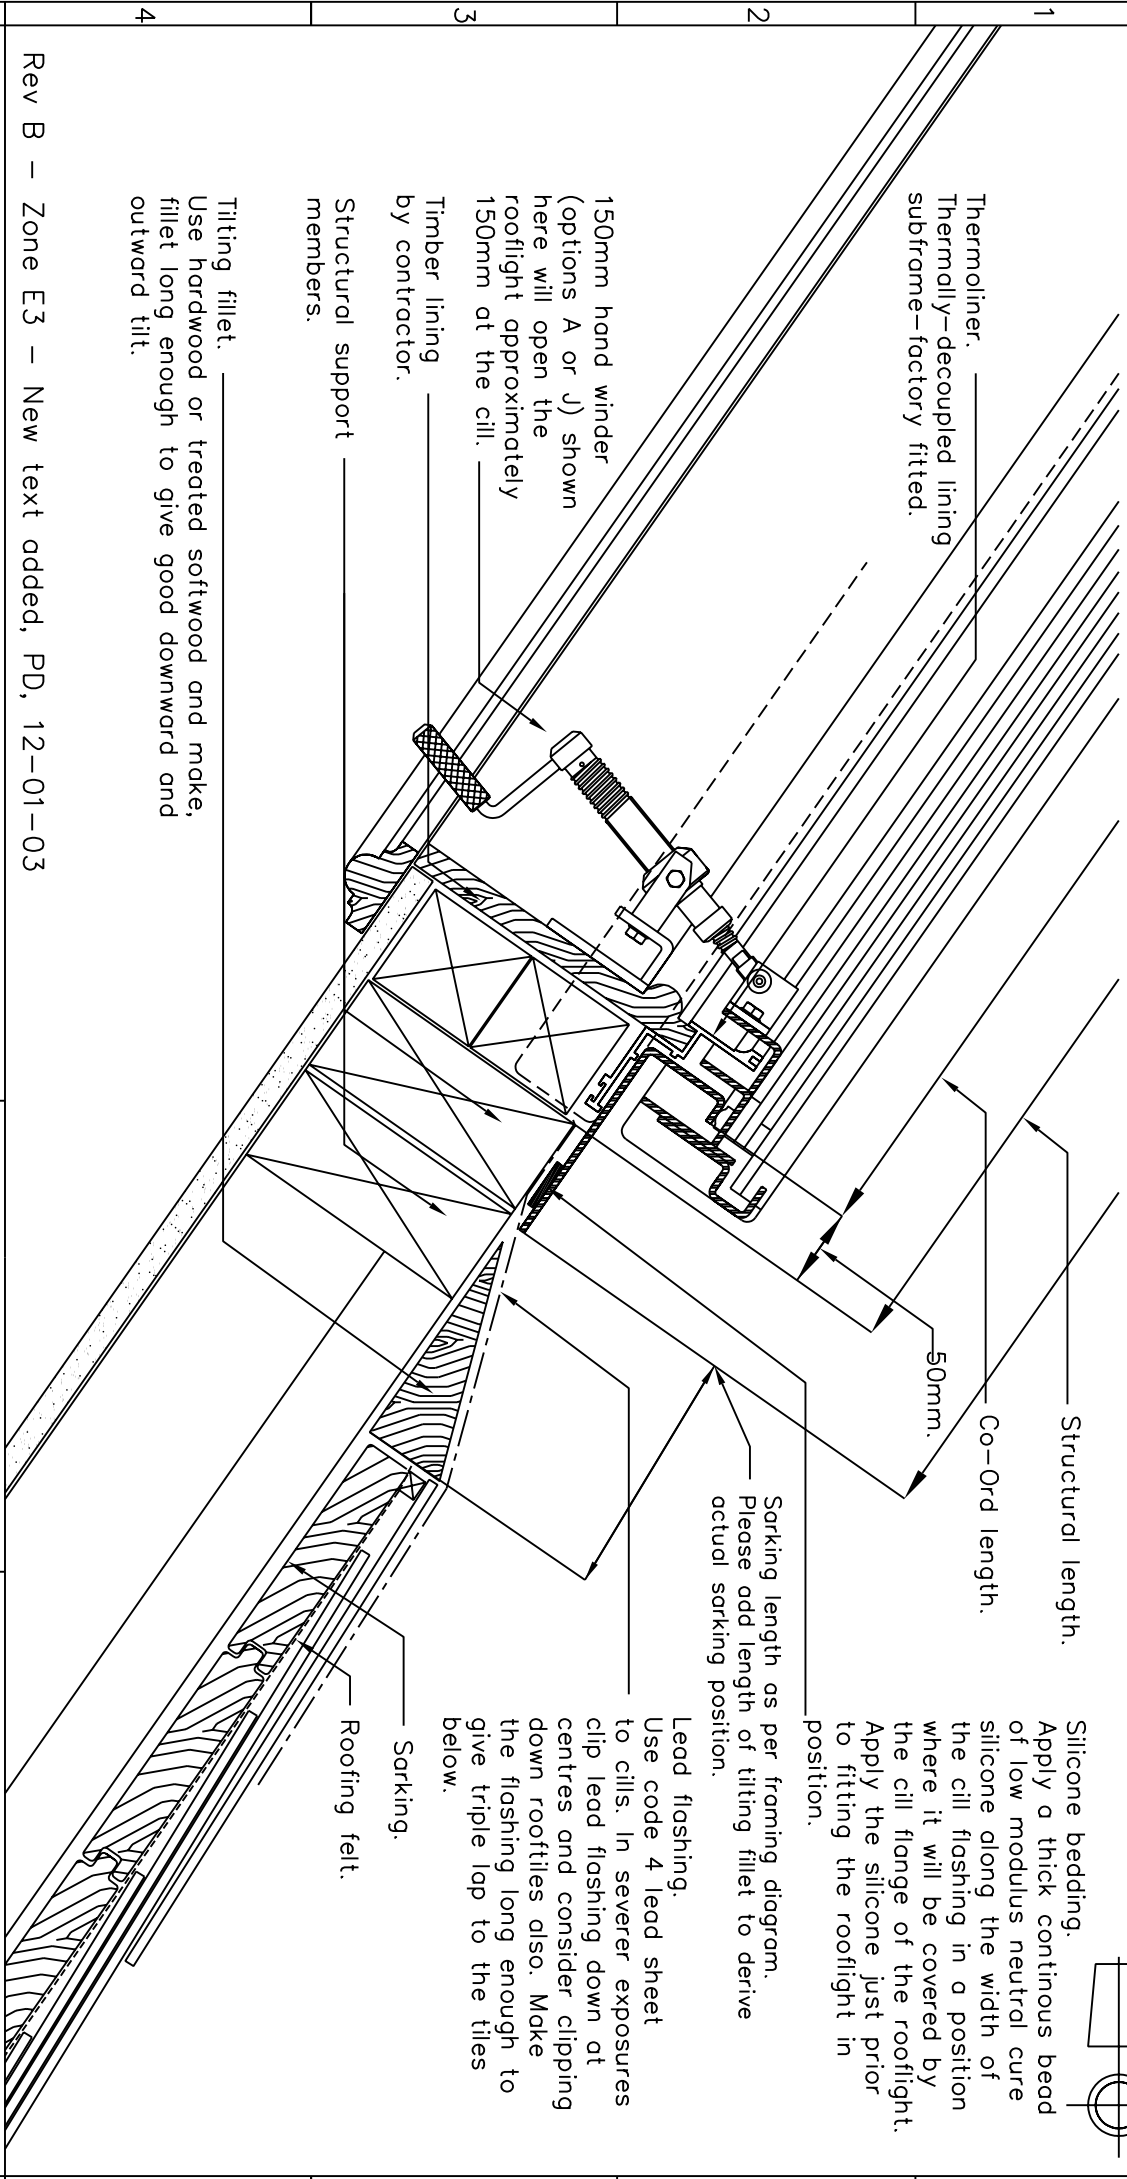 1
2
3
4
Structural length.
Co-Ord length.
50mm.
Silicone bedding.
Apply a thick continous bead
of low modulus neutral cure
silicone along the width of
the cill flashing in a position
where it will be covered by
the cill flange of the rooflight.
Apply the silicone just prior
to fitting the rooflight in
position.
Sarking length as per framing diagram.
Please add length of tilting fillet to derive
actual sarking position.
Lead flashing.
Use code 4 lead sheet
to cills. In severer exposures
clip lead flashing down at
centres and consider clipping
down rooftiles also. Make
the flashing long enough to
give triple lap to the tiles
below.
Sarking.
Roofing felt.
Thermoliner.
Thermally-decoupled lining
subframe-factory fitted.
150mm hand winder
(options A or J) shown
here will open the
rooflight approximately
150mm at the cill.
Timber lining
by contractor.
Structural support
members.
Tilting fillet.
Use hardwood or treated softwood and make,
fillet long enough to give good downward and
outward tilt.
Rev B - Zone E3 - New text added, PD, 12-01-03